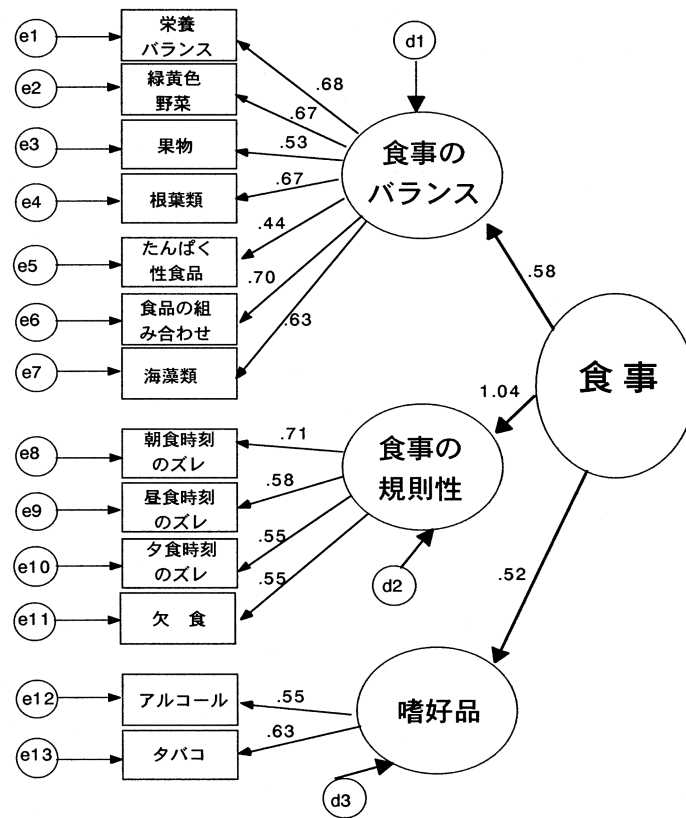 e1
栄養
バランス
e2
緑黄色
野菜
e3
果物
e4
根葉類
e5
たんぱく
性食品
e6
食品の組
み合わせ
e7
海藻類
.68
.67
.53
.67
.44
.70
.63
d1
食事の
バランス
.58
食事
1.04
.52
e8
朝食時刻
のズレ
e9
昼食時刻
のズレ
e10
夕食時刻
のズレ
e11
欠 食
.71
.58
.55
.55
食事の
規則性
d2
e12
アルコール
e13
タバコ
.55
.63
嗜好品
d3